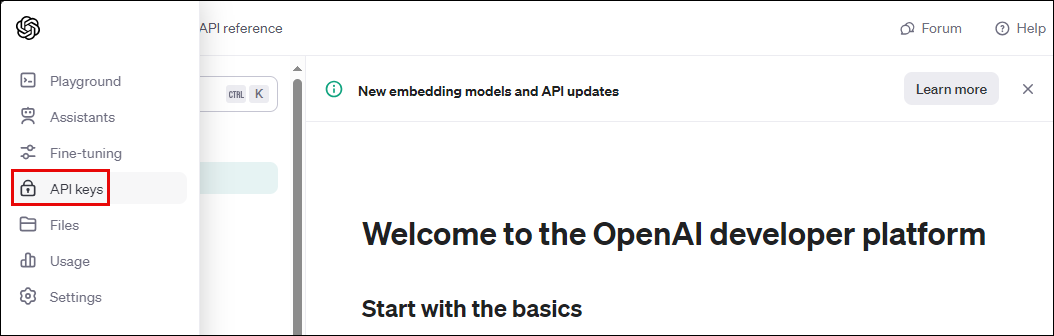 API reference
Forum
Help
Playground
Assistants
Fine-tuning
API keys
Files
Usage
Settings
CTRL K
New embedding models and API updates
Learn more
Welcome to the OpenAI developer platform
Start with the basics